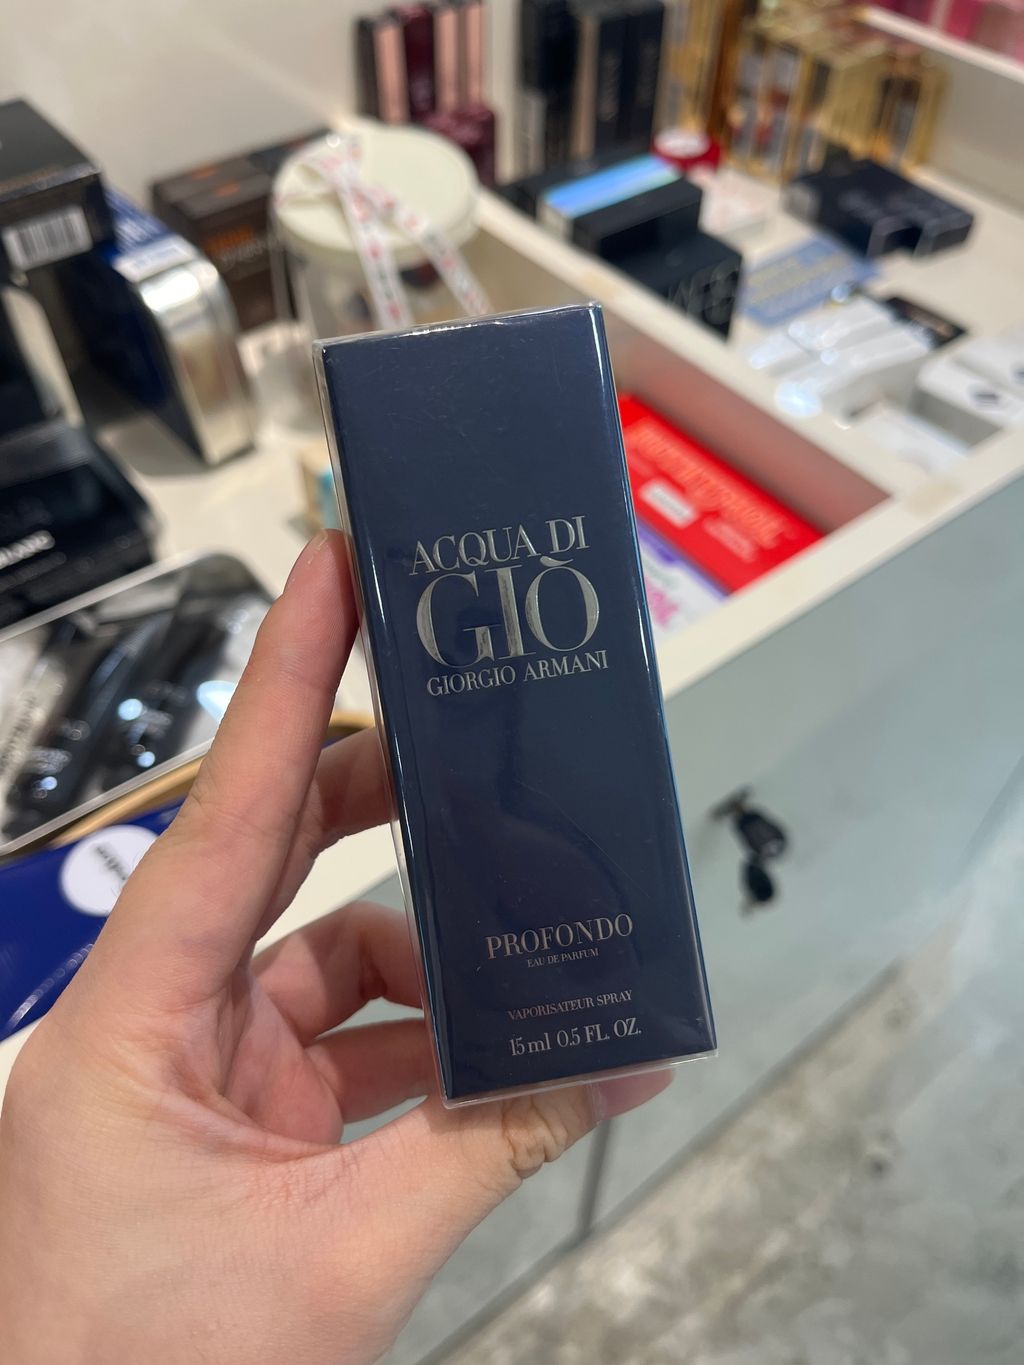 ACQUA DI
GIÒ
GIORGIO ARMANI
PROFONDO
EAU DE PARFUM
VAPORISATEUR SPRAY
15 ml 0.5 FL. OZ.